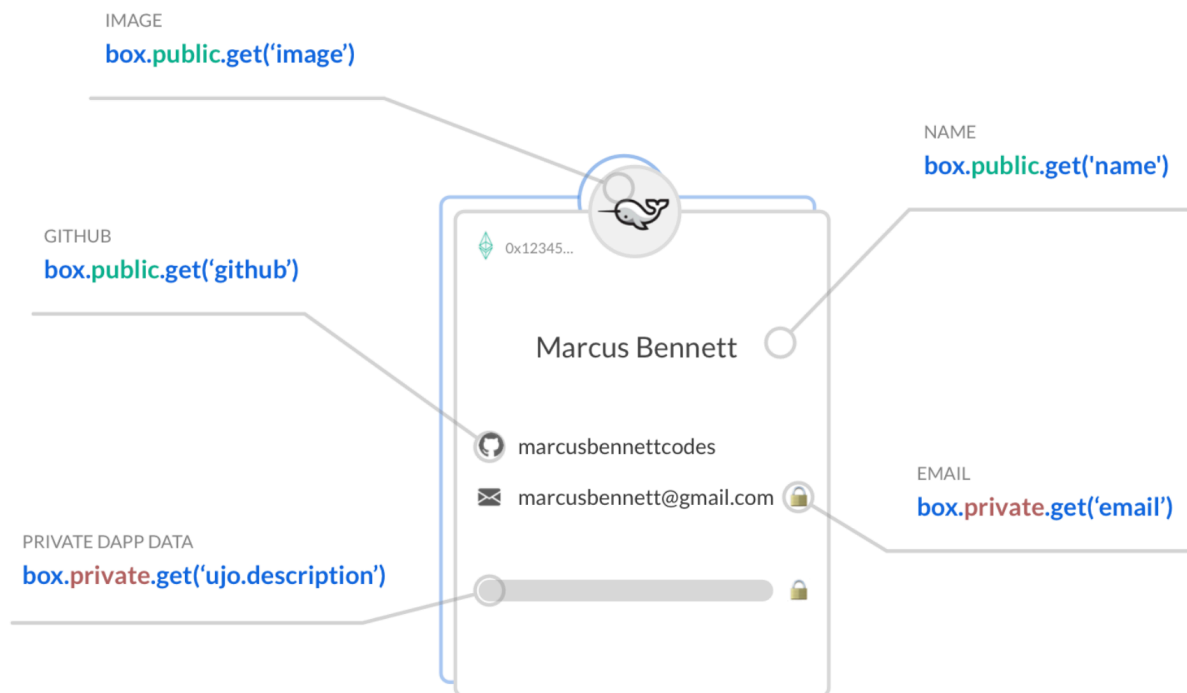 IMAGE
box.public.get(‘image’)
NAME
box.public.get('name')
GITHUB
box.public.get(‘github’)
0x12345...
Marcus Bennett
marcusbennettcodes
marcusbennett@gmail.com
EMAIL
box.private.get(‘email’)
PRIVATE DAPP DATA
box.private.get(‘ujo.description’)